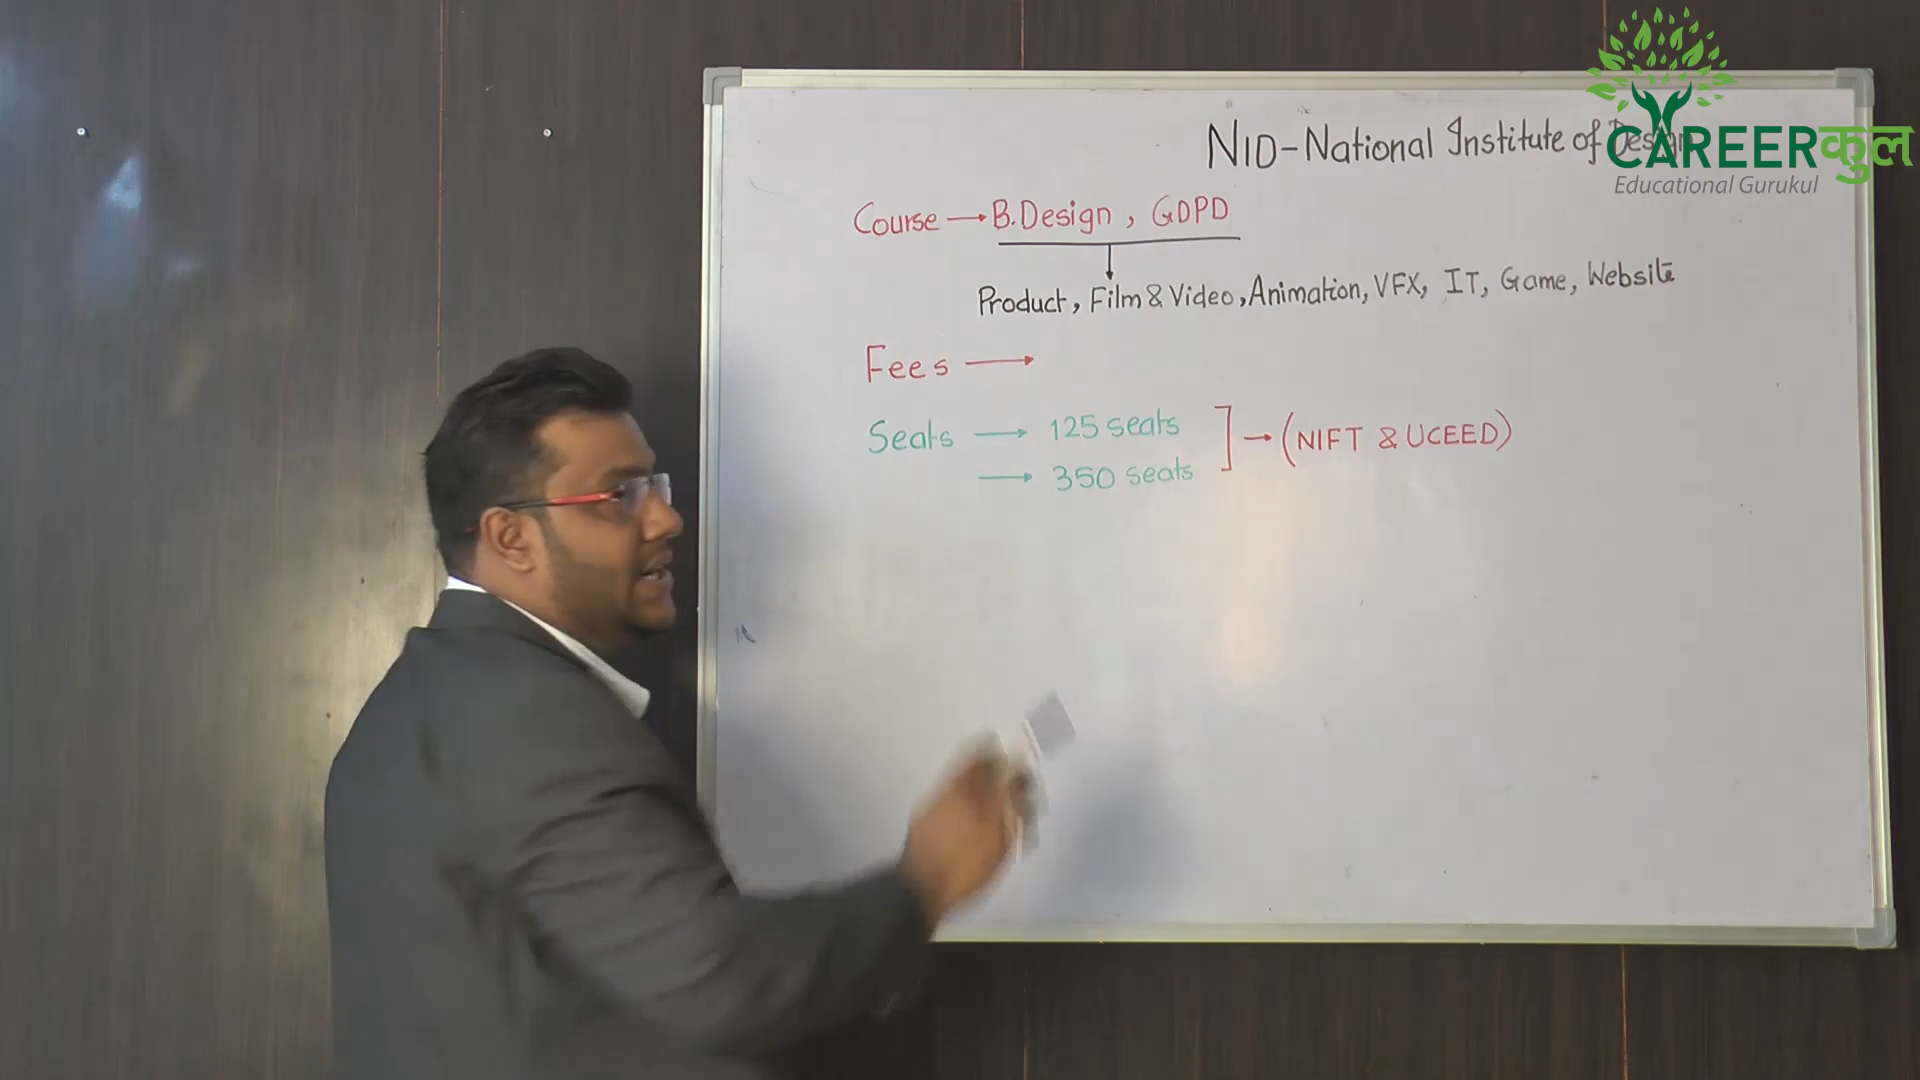 NID-National Institute of Design
CAREERकुल
Educational Gurukul
Course → B.Design, GDPD
Product, Film & Video, Animation, VFX, IT, Game, Website
Fees →
Seats → 125 seats
→ 350 seats
] → (NIFT & UCEED)